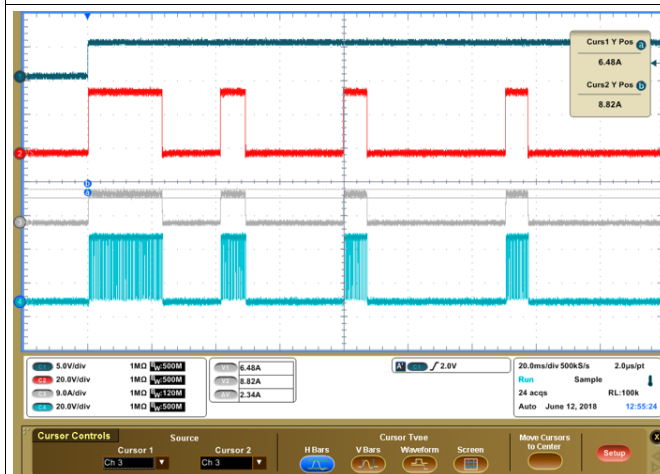 Curs1 Y Pos a
6.48A
Curs2 Y Pos b
8.82A
1
2
b
a
3
4
C1 5.0V/div 1MΩ BW:500M
C2 20.0V/div 1MΩ BW:500M
C3 9.0A/div 1MΩ BW:120M
C4 20.0V/div 1MΩ BW:500M
V1 6.48A
V2 8.82A
ΔV 2.34A
A' C1 2.0V
20.0ms/div 500kS/s 2.0µs/pt
Run Sample
24 acqs RL:100k
Auto June 12, 2018 12:55:24
Cursor Controls
Source
Cursor 1
Ch 3
Cursor 2
Ch 3
Cursor Type
H Bars
V Bars
Waveform
Screen
Move Cursors
to Center
Setup
X